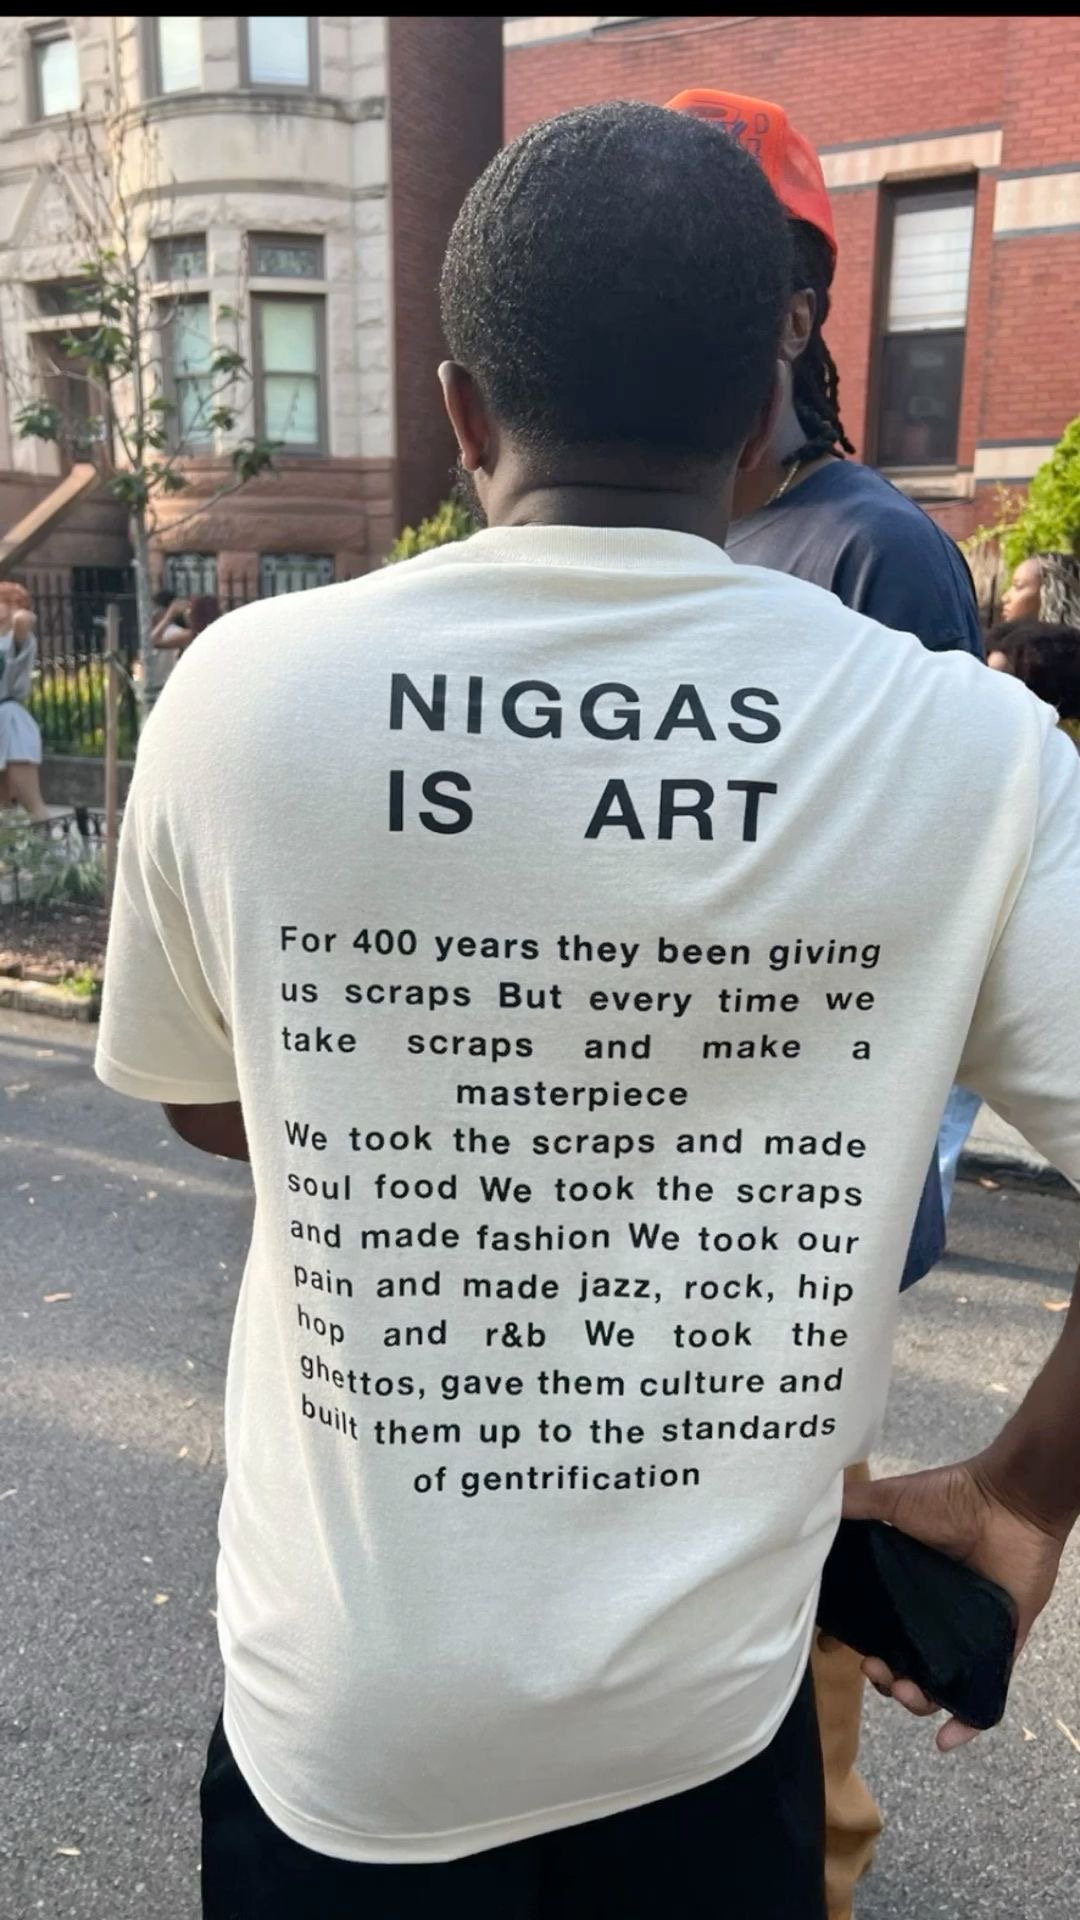 NIGGAS
IS ART
For 400 years they been giving
us scraps But every time we
take scraps and make a
masterpiece
We took the scraps and made
soul food We took the scraps
and made fashion We took our
pain and made jazz, rock, hip
hop and r&b We took the
ghettos, gave them culture and
built them up to the standards
of gentrification